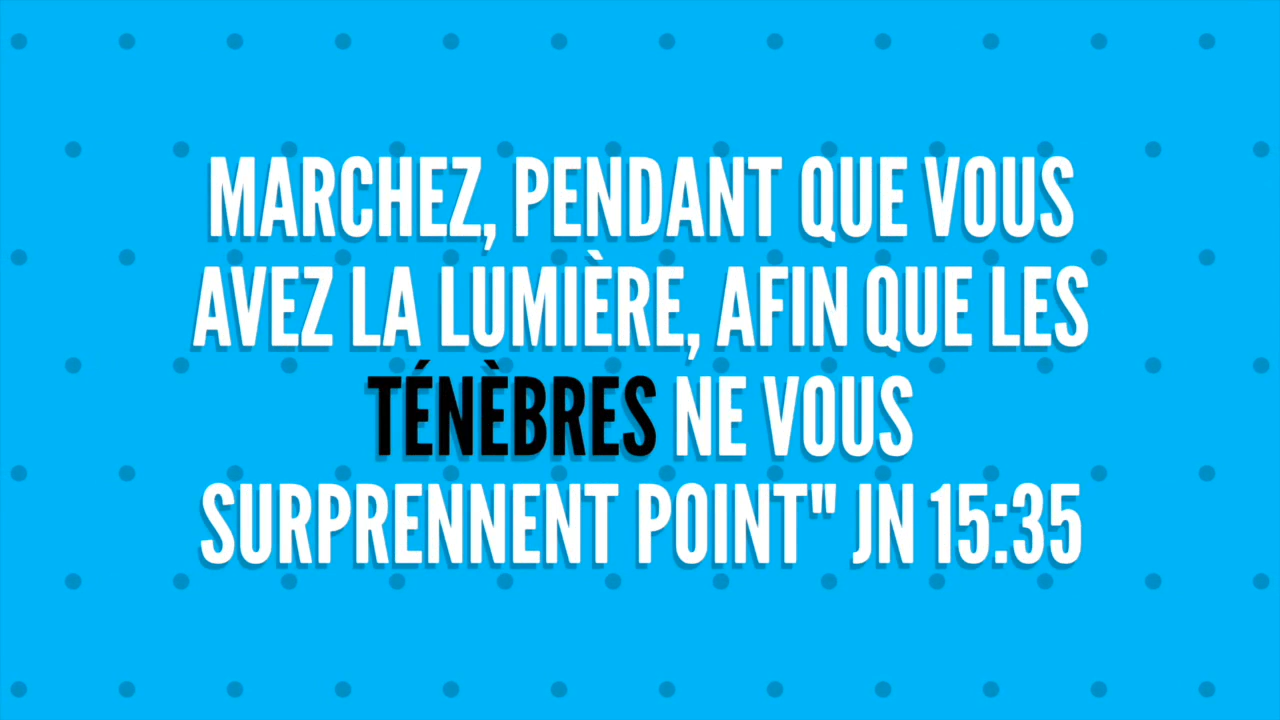 MARCHEZ, PENDANT QUE VOUS
AVEZ LA LUMIÈRE, AFIN QUE LES
TÉNÈBRES NE VOUS
SURPRENNENT POINT" JN 15:35